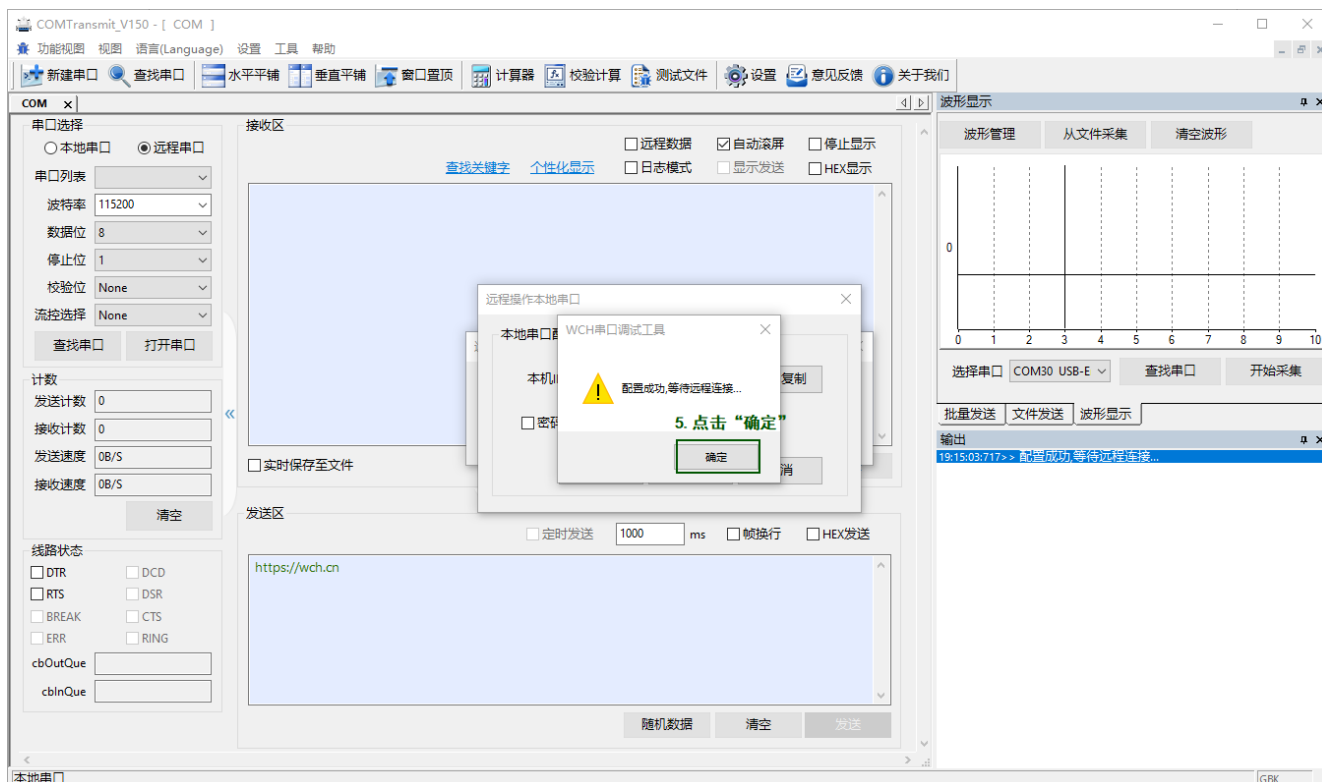 COMTransmit_V150 - [ COM ]
功能视图 视图 语言(Language) 设置 工具 帮助
新建串口 查找串口 水平平铺 垂直平铺 窗口置顶 计算器 校验计算 测试文件 设置 意见反馈 关于我们
COM x
串口选择
本地串口 远程串口
串口列表
波特率 115200
数据位 8
停止位 1
校验位 None
流控选择 None
查找串口 打开串口
计数
发送计数 0
接收计数 0
发送速度 0B/S
接收速度 0B/S
清空
线路状态
DTR DCD
RTS DSR
BREAK CTS
ERR RING
cbOutQue
cbInQue
接收区
远程数据 自动滚屏 停止显示
查找关键字 个性化显示 日志模式 显示发送 HEX显示
实时保存至文件
远程操作本地串口
本地串口
本机
复制
密
消
WCH串口调试工具
配置成功,等待远程连接...
5. 点击“确定”
确定
发送区
定时发送 1000 ms 帧换行 HEX发送
https://wch.cn
随机数据 清空 发送
波形显示
波形管理 从文件采集 清空波形
0
0 1 2 3 4 5 6 7 8 9 10
选择串口 COM30 USB-E 查找串口 开始采集
批量发送 文件发送 波形显示
输出
19:15:03:717>> 配置成功,等待远程连接...
本地串口
GBK